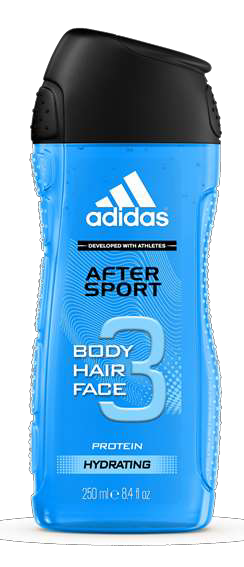 adidas
DEVELOPED WITH ATHLETES
AFTER
SPORT
3
BODY
HAIR
FACE
PROTEIN
HYDRATING
250 ml e 8.4 fl oz